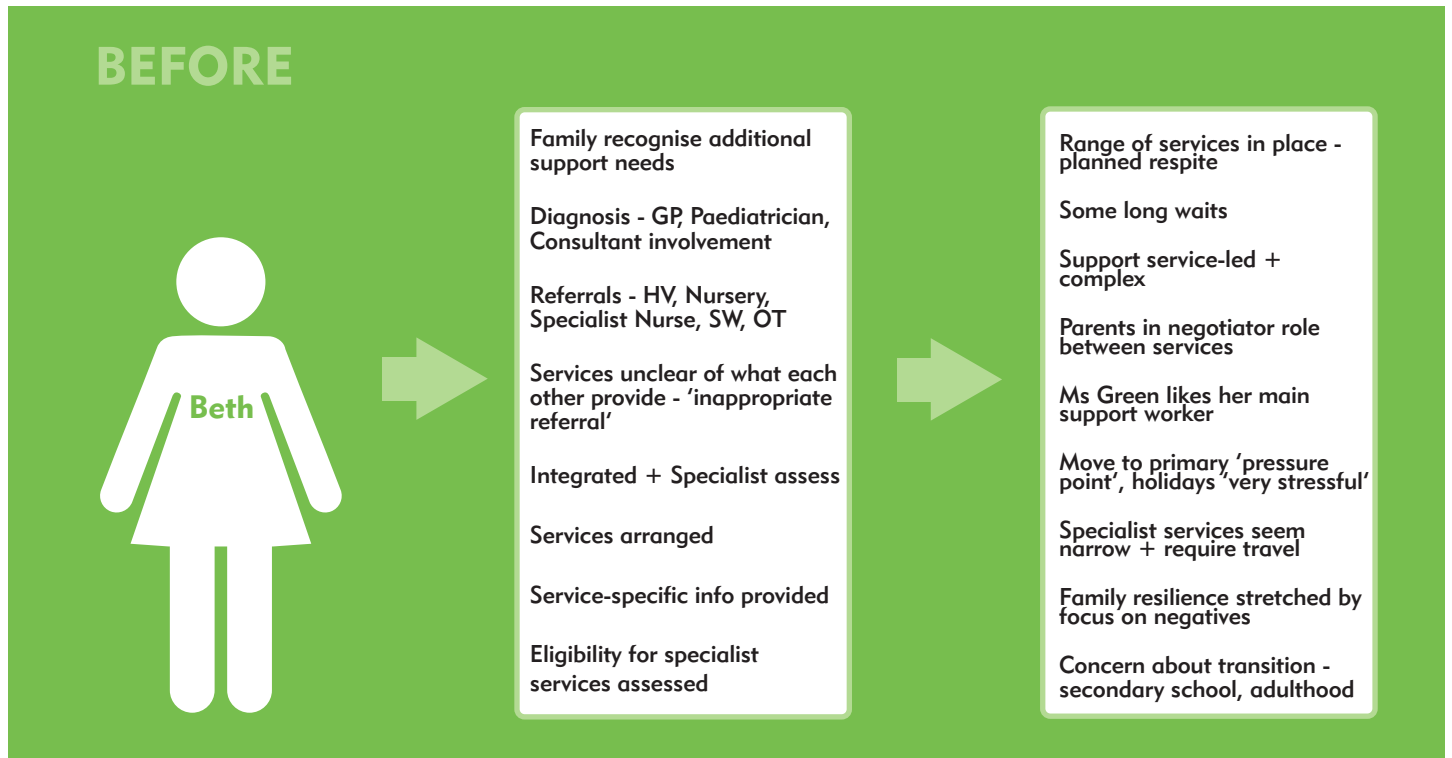 BEFORE
Beth
Family recognise additional
support needs
Diagnosis - GP, Paediatrician,
Consultant involvement
Referrals - HV, Nursery,
Specialist Nurse, SW, OT
Services unclear of what each
other provide - ‘inappropriate
referral‘
Integrated + Specialist assess
Services arranged
Service-specific info provided
Eligibility for specialist
services assessed
Range of services in place -
planned respite
Some long waits
Support service-led +
complex
Parents in negotiator role
between services
Ms Green likes her main
support worker
Move to primary ‘pressure
point‘, holidays ‘very stressful‘
Specialist services seem
narrow + require travel
Family resilience stretched by
focus on negatives
Concern about transition -
secondary school, adulthood